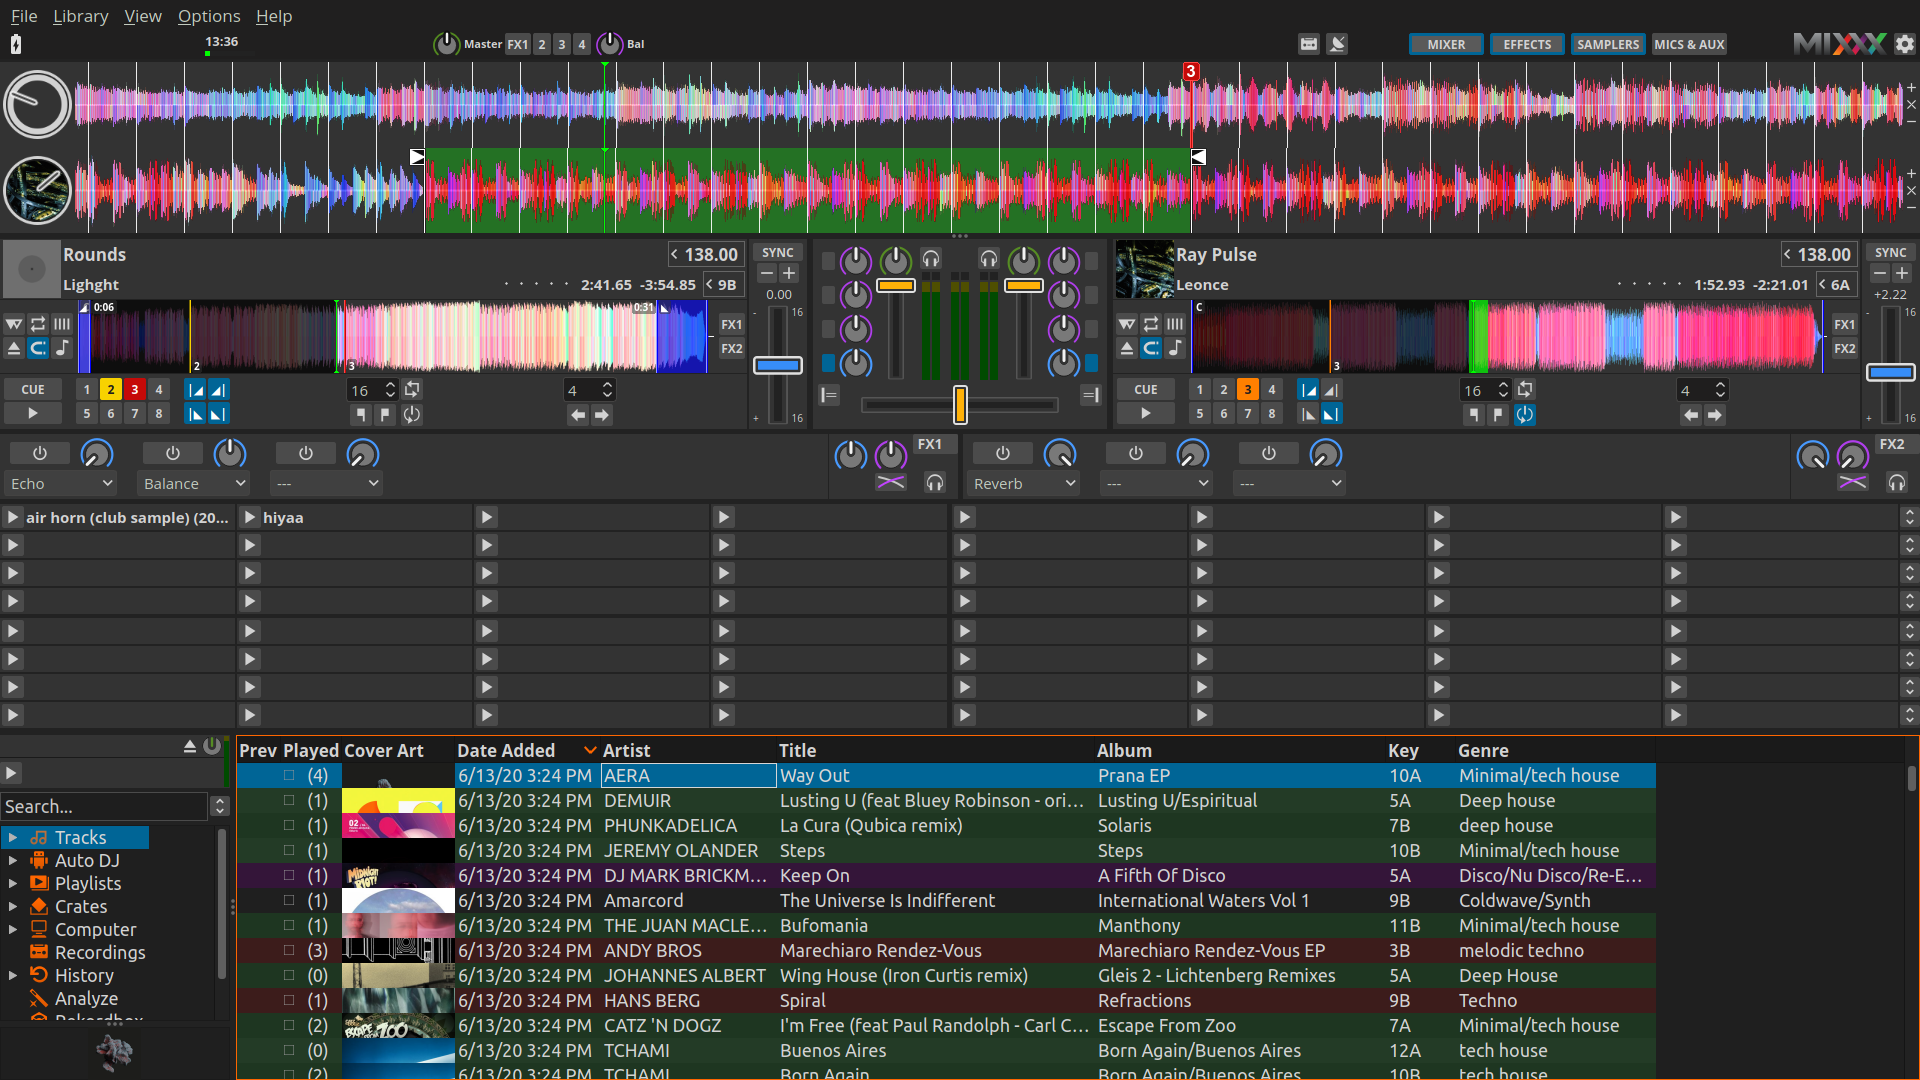 File Library View Options Help
13:36
Master FX1 2 3 4 Bal
MIXER EFFECTS SAMPLERS MICS & AUX MIXXX
3
Rounds
138.00
Lighght
2:41.65 -3:54.85
9B
SYNC
0.00
16
16
0:06
0:31
2
3
FX1
FX2
CUE
1 2 3 4
5 6 7 8
16
4
Ray Pulse
138.00
Leonce
1:52.93 -2:21.01
6A
SYNC
+2.22
16
16
C
3
FX1
FX2
CUE
1 2 3 4
5 6 7 8
16
4
Echo
Balance
---
FX1
Reverb
---
---
FX2
air horn (club sample) (20...
hiyaa
Search...
Tracks
Auto DJ
Playlists
Crates
Computer
Recordings
History
Analyze
Rekordbox
Prev Played Cover Art Date Added Artist Title Album Key Genre
(4) 6/13/20 3:24 PM AERA Way Out Prana EP 10A Minimal/tech house
(1) 6/13/20 3:24 PM DEMUIR Lusting U (feat Bluey Robinson - ori... Lusting U/Espiritual 5A Deep house
(1) 02 6/13/20 3:24 PM PHUNKADELICA La Cura (Qubica remix) Solaris 7B deep house
(1) 6/13/20 3:24 PM JEREMY OLANDER Steps Steps 10B Minimal/tech house
(1) MIDNIGHT RIOT! 6/13/20 3:24 PM DJ MARK BRICKM... Keep On A Fifth Of Disco 5A Disco/Nu Disco/Re-E...
(1) 6/13/20 3:24 PM Amarcord The Universe Is Indifferent International Waters Vol 1 9B Coldwave/Synth
(1) 6/13/20 3:24 PM THE JUAN MACLE... Bufomania Manthony 11B Minimal/tech house
(3) 6/13/20 3:24 PM ANDY BROS Marechiaro Rendez-Vous Marechiaro Rendez-Vous EP 3B melodic techno
(0) 6/13/20 3:24 PM JOHANNES ALBERT Wing House (Iron Curtis remix) Gleis 2 - Lichtenberg Remixes 5A Deep House
(1) 6/13/20 3:24 PM HANS BERG Spiral Refractions 9B Techno
(2) ESCAPE ZOO 6/13/20 3:24 PM CATZ 'N DOGZ I'm Free (feat Paul Randolph - Carl C... Escape From Zoo 7A Minimal/tech house
(0) 6/13/20 3:24 PM TCHAMI Buenos Aires Born Again/Buenos Aires 12A tech house
(2) 6/13/20 3:24 PM TCHAMI Born Again Born Again/Buenos Aires 10B tech house